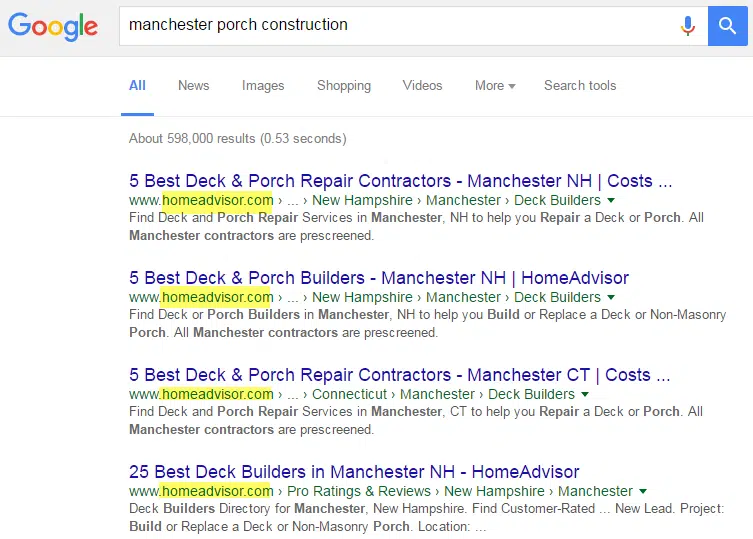 Google
manchester porch construction
All News Images Shopping Videos More Search tools
About 598,000 results (0.53 seconds)
5 Best Deck & Porch Repair Contractors - Manchester NH | Costs ...
www.homeadvisor.com › ... › New Hampshire › Manchester › Deck Builders
Find Deck and Porch Repair Services in Manchester, NH to help you Repair a Deck or Porch. All
Manchester contractors are prescreened.
5 Best Deck & Porch Builders - Manchester NH | HomeAdvisor
www.homeadvisor.com › ... › New Hampshire › Manchester › Deck Builders
Find Deck or Porch Builders in Manchester, NH to help you Build or Replace a Deck or Non-Masonry
Porch. All Manchester contractors are prescreened.
5 Best Deck & Porch Repair Contractors - Manchester CT | Costs ...
www.homeadvisor.com › ... › Connecticut › Manchester › Deck Builders
Find Deck and Porch Repair Services in Manchester, CT to help you Repair a Deck or Porch. All
Manchester contractors are prescreened.
25 Best Deck Builders in Manchester NH - HomeAdvisor
www.homeadvisor.com › Pro Ratings & Reviews › New Hampshire › Manchester
Deck Builders Directory for Manchester, New Hampshire. Find Customer-Rated ... New Lead. Project:
Build or Replace a Deck or Non-Masonry Porch. Location: ...